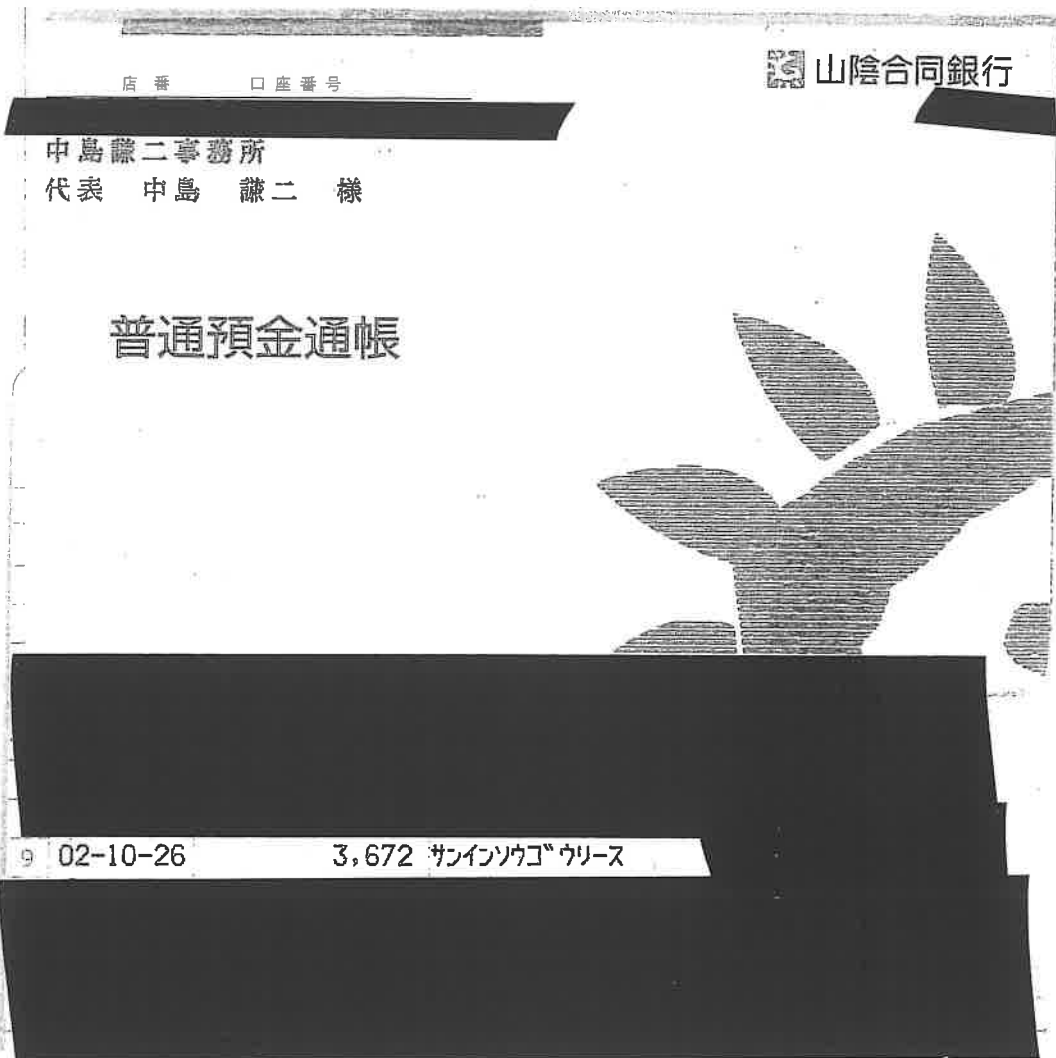 店番 口座番号
山陰合同銀行
中島謙二事務所
代表 中島 謙二 様
普通預金通帳
9 02-10-26 3,672 サンインソウゴウリース